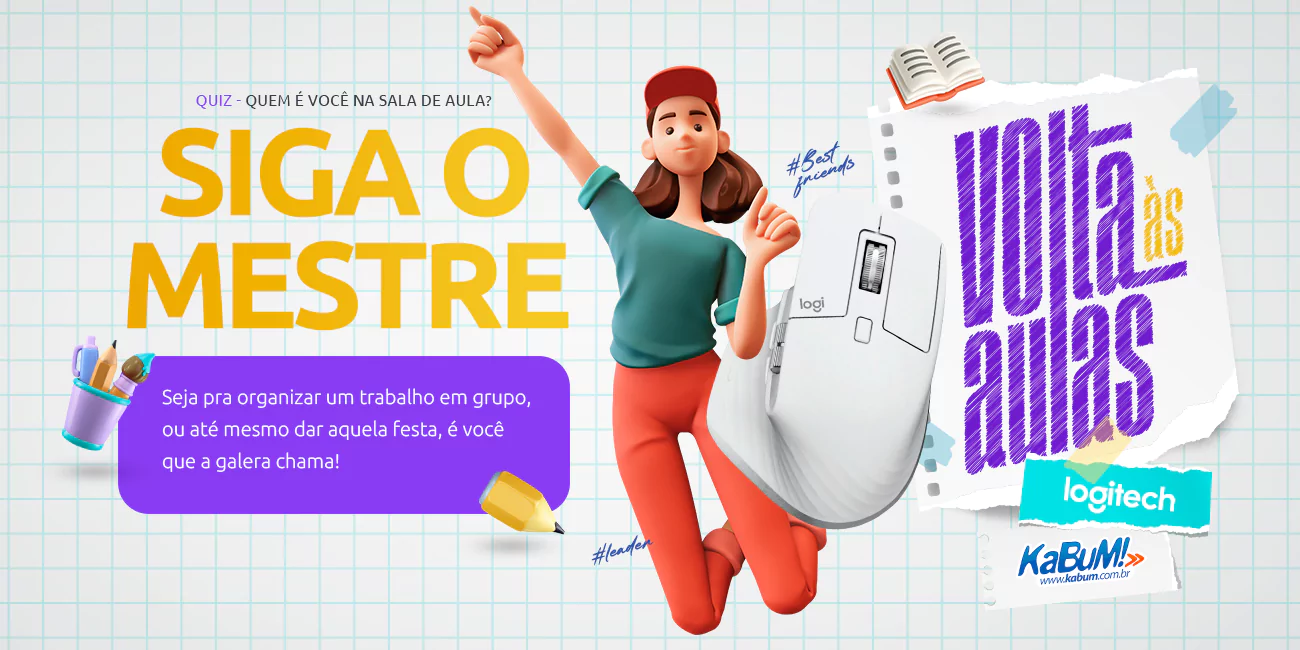 QUIZ - QUEM É VOCÊ NA SALA DE AULA?
SIGA O
MESTRE
Seja pra organizar um trabalho em grupo,
ou até mesmo dar aquela festa, é você
que a galera chama!
#leader
#Best
friends
logi
volta
às
aulas
logitech
KaBuM!
www.kabum.com.br